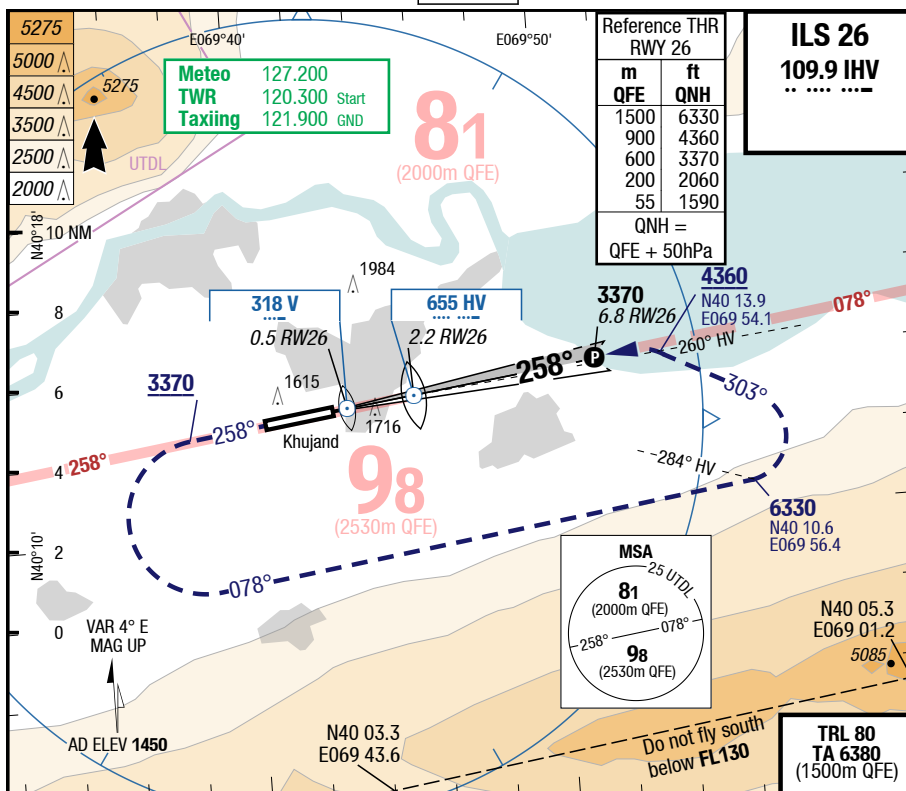 5275
5000
4500
3500
2500
2000
E069°40'
E069°50'
5275
Meteo 127.200
TWR 120.300 Start
Taxiing 121.900 GND
UTDL
81
(2000m QFE)
Reference THR
RWY 26
m ft
QFE QNH
1500 6330
900 4360
600 3370
200 2060
55 1590
QNH =
QFE + 50hPa
ILS 26
109.9 IHV
.. .... ...-
N40°18'
10 NM
8
6
4
2
0
N40°10'
1984
318 V
...-
0.5 RW26
655 HV
.... ...-
2.2 RW26
3370
6.8 RW26
4360
N40 13.9
E069 54.1
078°
260° HV
P
258°
303°
3370
1615
258°
Khujand
1716
258°
98
(2530m QFE)
284° HV
6330
N40 10.6
E069 56.4
078°
MSA
25 UTDL
81
(2000m QFE)
258°
078°
98
(2530m QFE)
VAR 4° E
MAG UP
AD ELEV 1450
N40 05.3
E069 01.2
5085
N40 03.3
E069 43.6
Do not fly south
below FL130
TRL 80
TA 6380
(1500m QFE)